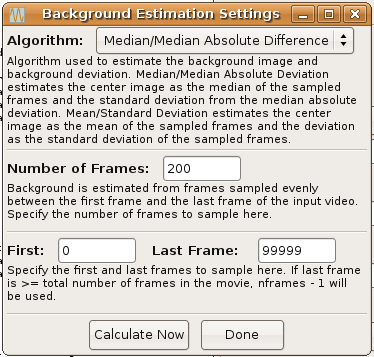 Background Estimation Settings
Algorithm: Median/Median Absolute Difference
Algorithm used to estimate the background image and
background deviation. Median/Median Absolute Deviation
estimates the center image as the median of the sampled
frames and the standard deviation from the median absolute
deviation. Mean/Standard Deviation estimates the center
image as the mean of the sampled frames and the deviation
as the standard deviation of the sampled frames.
Number of Frames: 200
Background is estimated from frames sampled evenly
between the first frame and the last frame of the input video.
Specify the number of frames to sample here.
First: 0 Last Frame: 99999
Specify the first and last frames to sample here. If last frame
is >= total number of frames in the movie, nframes - 1 will
be used.
Calculate Now Done